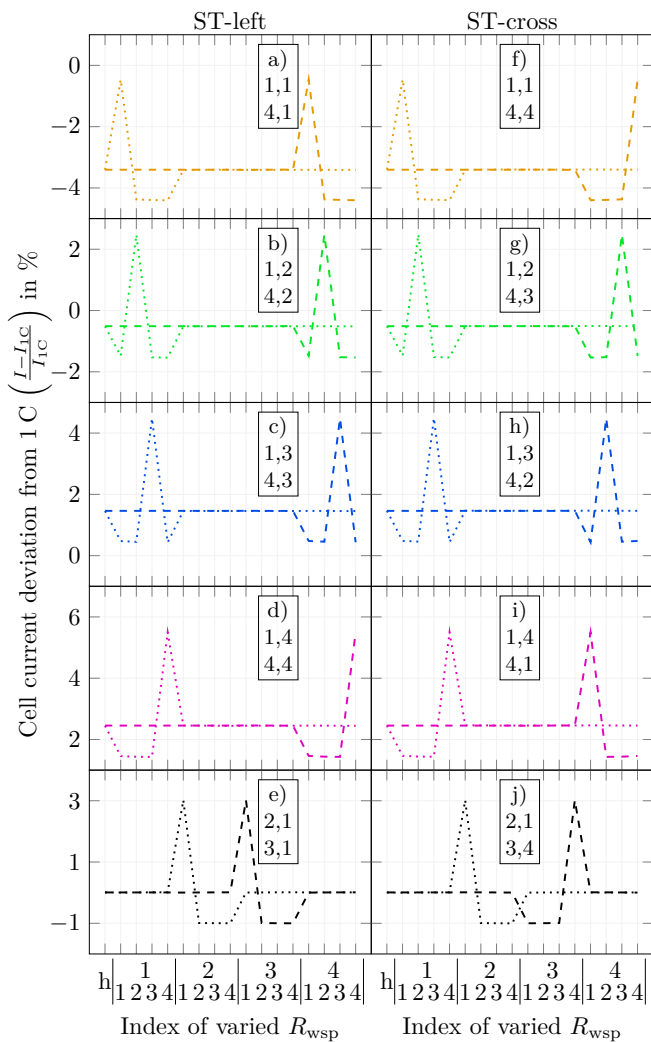 ST-left ST-cross
Cell current deviation from 1 C (I−I1C / I1C) in %
0
−2
−4
a)
1,1
4,1
f)
1,1
4,4
2
0
−2
b)
1,2
4,2
g)
1,2
4,3
4
2
0
c)
1,3
4,3
h)
1,3
4,2
6
4
2
d)
1,4
4,4
i)
1,4
4,1
3
1
−1
e)
2,1
3,1
j)
2,1
3,4
h 1 2 3 4 h 1 2 3 4
1 2 3 4 1 2 3 4 1 2 3 4 1 2 3 4 1 2 3 4 1 2 3 4 1 2 3 4 1 2 3 4
Index of varied Rwsp Index of varied Rwsp